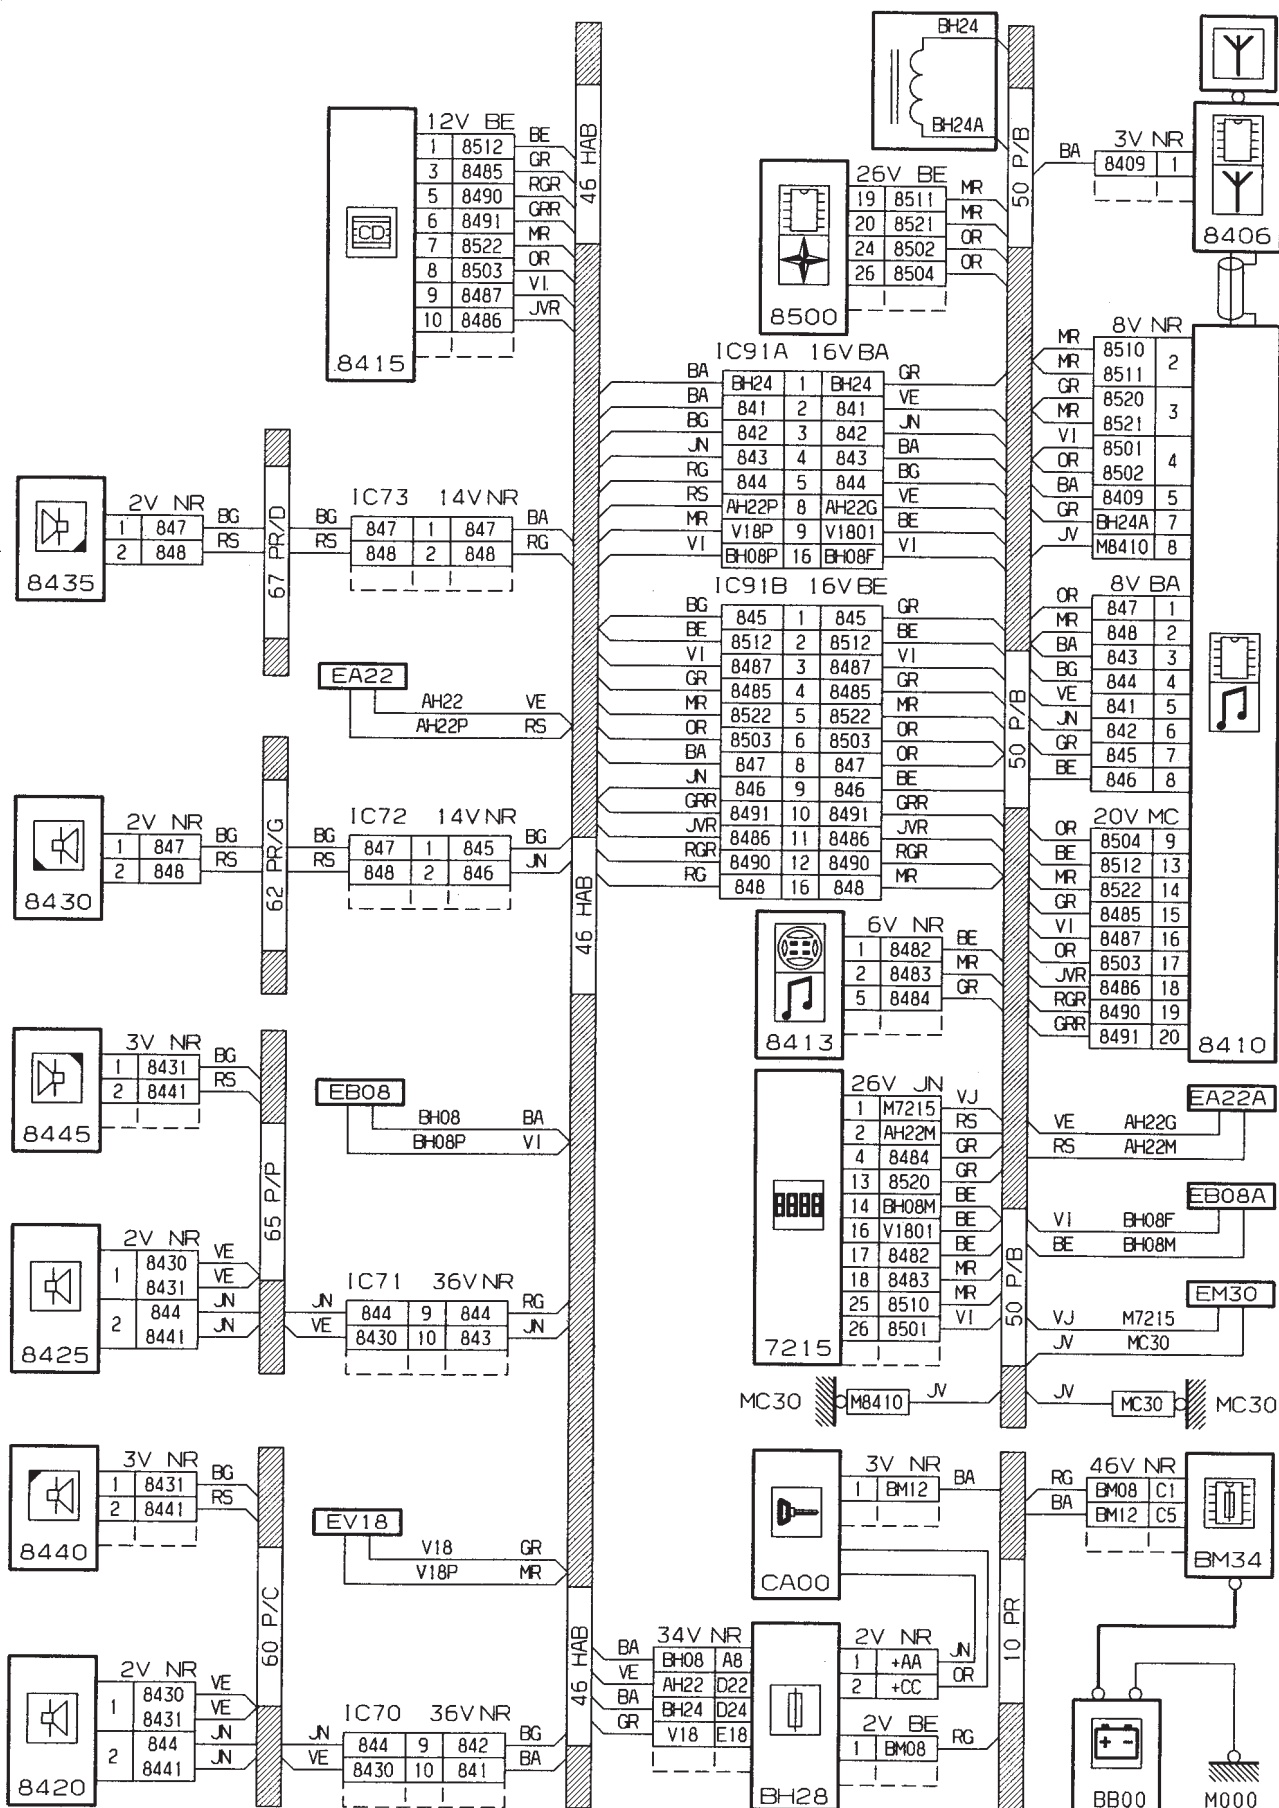 BH24
BH24A
46 HAB
50 P/B
12V BE
1 8512 BE
3 8485 GR
5 8490 RGR
6 8491 GRR
7 8522 MR
8 8503 OR
9 8487 VI.
10 8486 JVR
CD
8415
26V BE
19 8511 MR
20 8521 MR
24 8502 OR
26 8504 OR
8500
3V NR
BA 8409 1
8406
IC91A 16V BA
BA BH24 1 BH24 GR
BA 841 2 841 VE
BG 842 3 842 JN
JN 843 4 843 BA
RG 844 5 844 BG
RS AH22P 8 AH22G VE
MR V18P 9 V1801 BE
VI BH08P 16 BH08F VI
8V NR
MR 8510 2
MR 8511
GR 8520 3
MR 8521
VI 8501 4
OR 8502
BA 8409 5
GR BH24A 7
JV M8410 8
2V NR
1 847 BG
2 848 RS
8435
67 PR/D
IC73 14V NR
BG 847 1 847 BA
RS 848 2 848 RG
IC91B 16V BE
BG 845 1 845 GR
BE 8512 2 8512 BE
VI 8487 3 8487 VI
GR 8485 4 8485 GR
MR 8522 5 8522 MR
OR 8503 6 8503 OR
BA 847 8 847 OR
JN 846 9 846 BE
GRR 8491 10 8491 GRR
JVR 8486 11 8486 JVR
RGR 8490 12 8490 RGR
RG 848 16 848 MR
8V BA
OR 847 1
MR 848 2
BA 843 3
BG 844 4
VE 841 5
JN 842 6
GR 845 7
BE 846 8
50 P/B
EA22
AH22 VE
AH22P RS
2V NR
1 847 BG
2 848 RS
8430
62 PR/G
IC72 14V NR
BG 847 1 845 BG
RS 848 2 846 JN
46 HAB
20V MC
OR 8504 9
BE 8512 13
MR 8522 14
GR 8485 15
VI 8487 16
OR 8503 17
JVR 8486 18
RGR 8490 19
GRR 8491 20
8410
6V NR
1 8482 BE
2 8483 MR
5 8484 GR
8413
3V NR
1 8431 BG
2 8441 RS
8445
65 P/P
EB08
BH08 BA
BH08P VI
26V JN
1 M7215 VJ
2 AH22M RS
4 8484 GR
13 8520 GR
14 BH08M BE
16 V1801 BE
17 8482 BE
18 8483 MR
25 8510 MR
26 8501 VI
7215
EA22A
VE AH22G
RS AH22M
EB08A
VI BH08F
BE BH08M
EM30
VJ M7215
JV MC30
50 P/B
2V NR
1 8430 VE
8431 VE
2 844 JN
8441 JN
8425
IC71 36V NR
JN 844 9 844 RG
VE 8430 10 843 JN
MC30 M8410 JV
JV MC30 MC30
3V NR
1 8431 BG
2 8441 RS
8440
60 P/C
EV18
V18 GR
V18P MR
3V NR
1 BM12 BA
CA00
46V NR
RG BM08 C1
BA BM12 C5
BM34
10 PR
46 HAB
2V NR
1 8430 VE
8431 VE
2 844 JN
8441 JN
8420
IC70 36V NR
JN 844 9 842 BG
VE 8430 10 841 BA
34V NR
BA BH08 A8
VE AH22 D22
BA BH24 D24
GR V18 E18
2V NR
1 +AA JN
2 +CC OR
2V BE
1 BM08 RG
BH28
+ -
BB00
M000